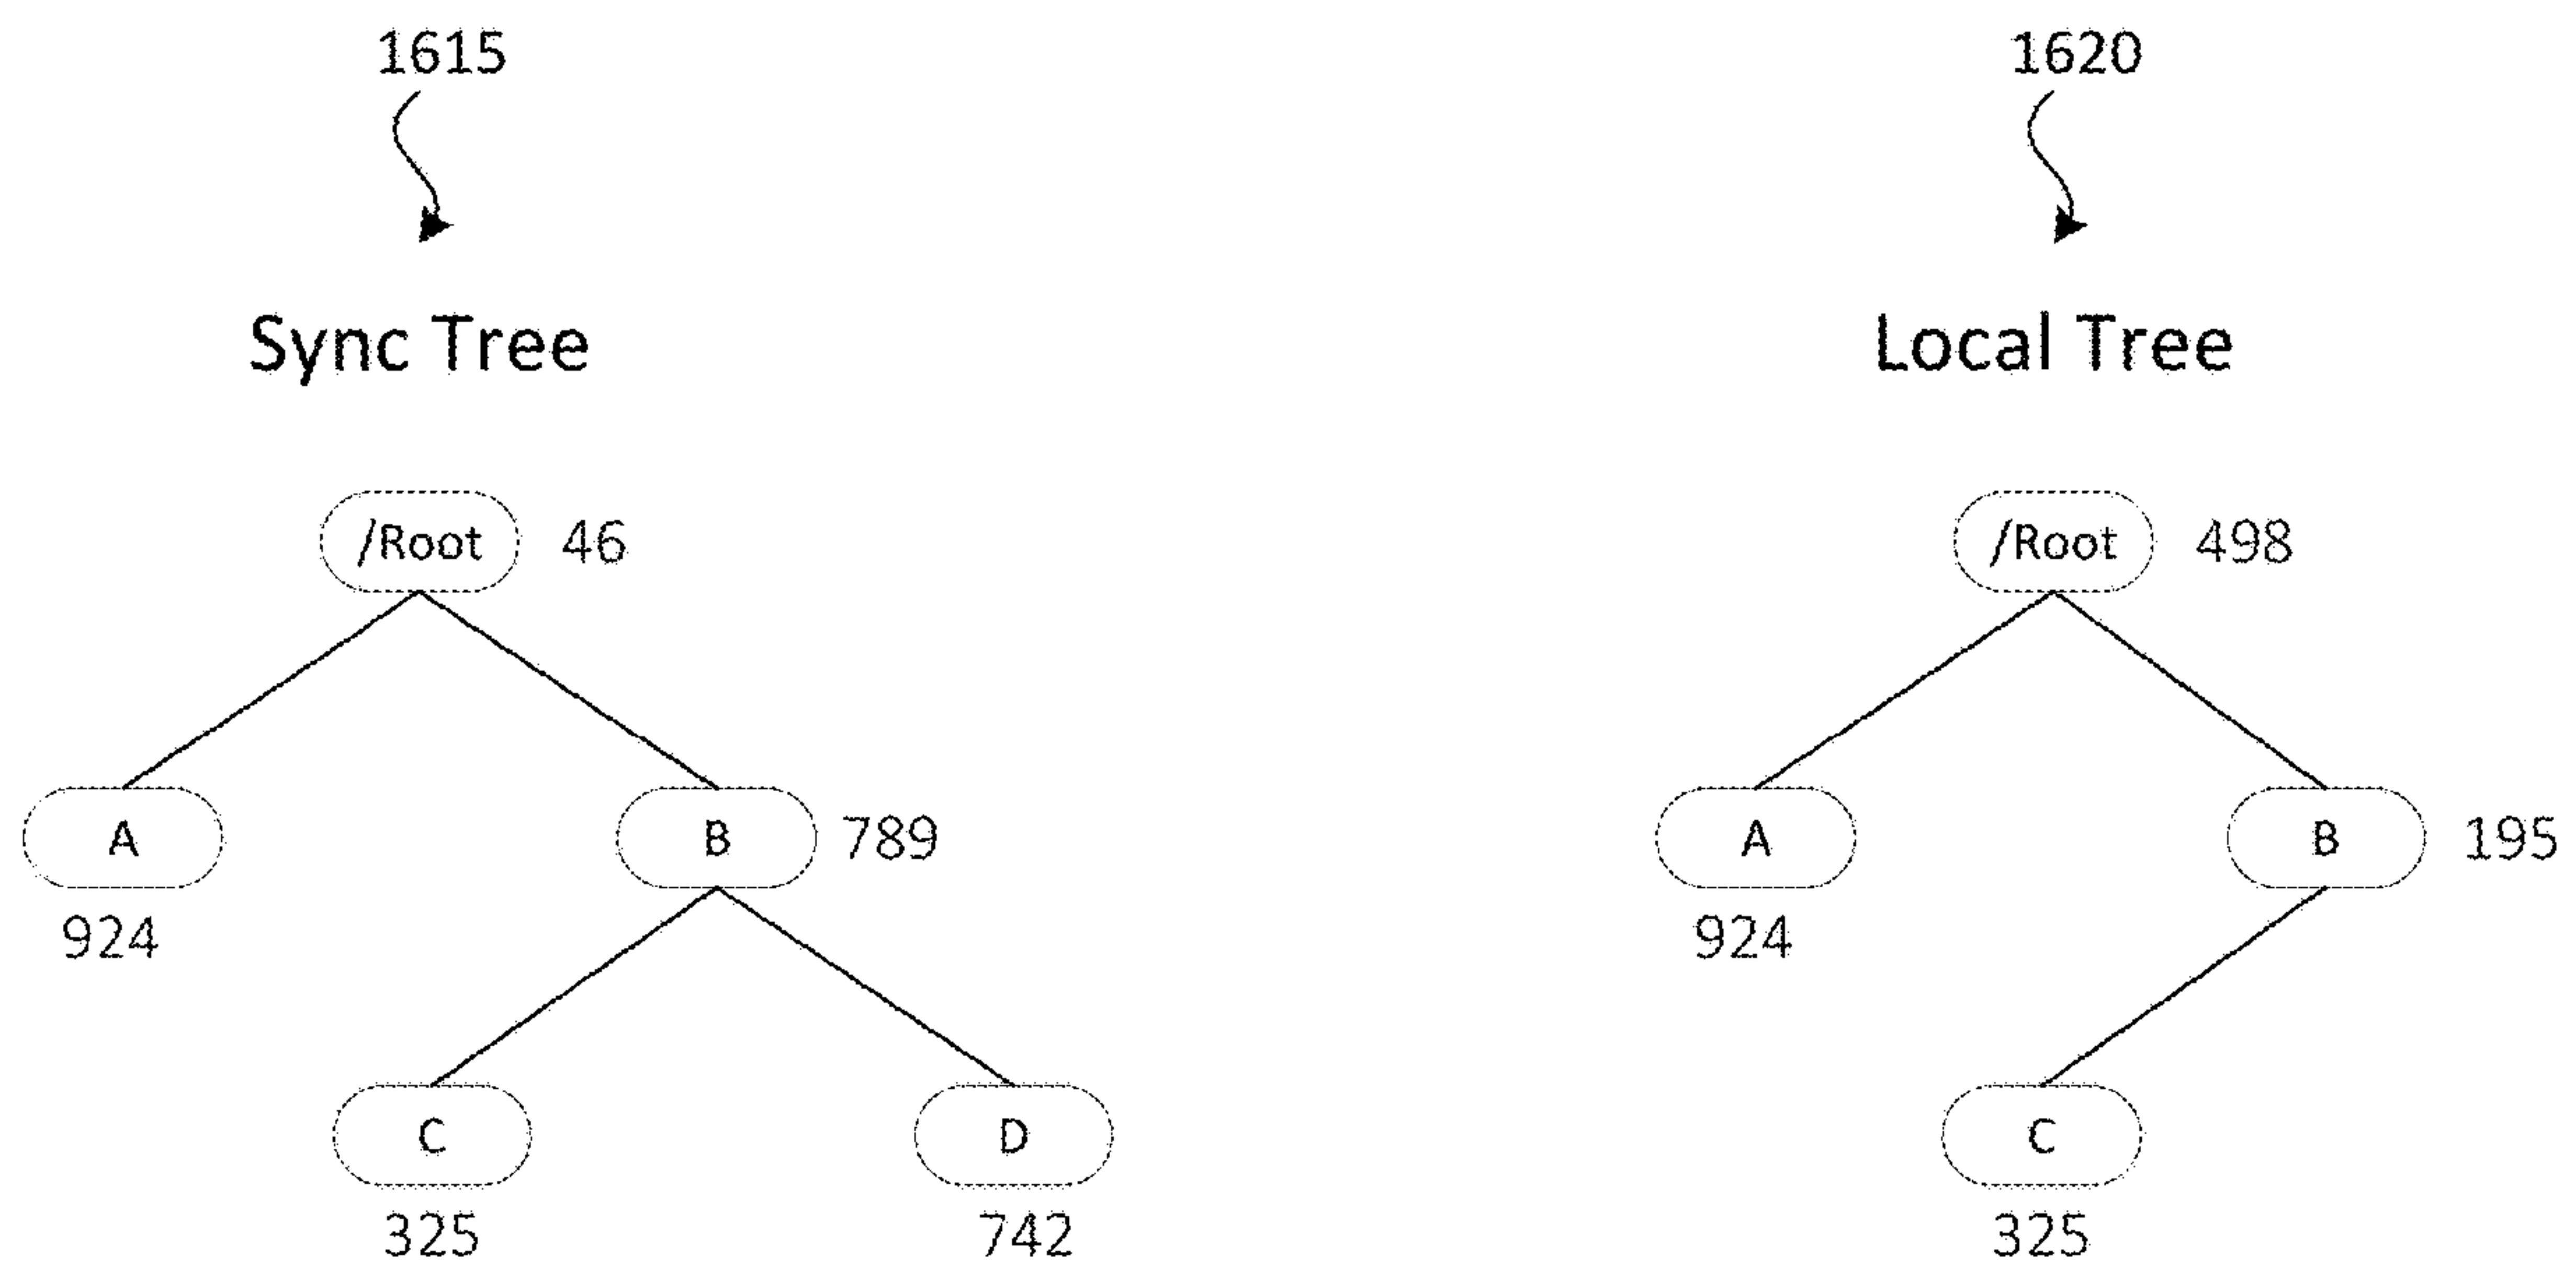 1615
1620
Sync Tree
Local Tree
/Root 46
/Root 498
A
B 789
A
B 195
924
924
C
D
C
325
742
325